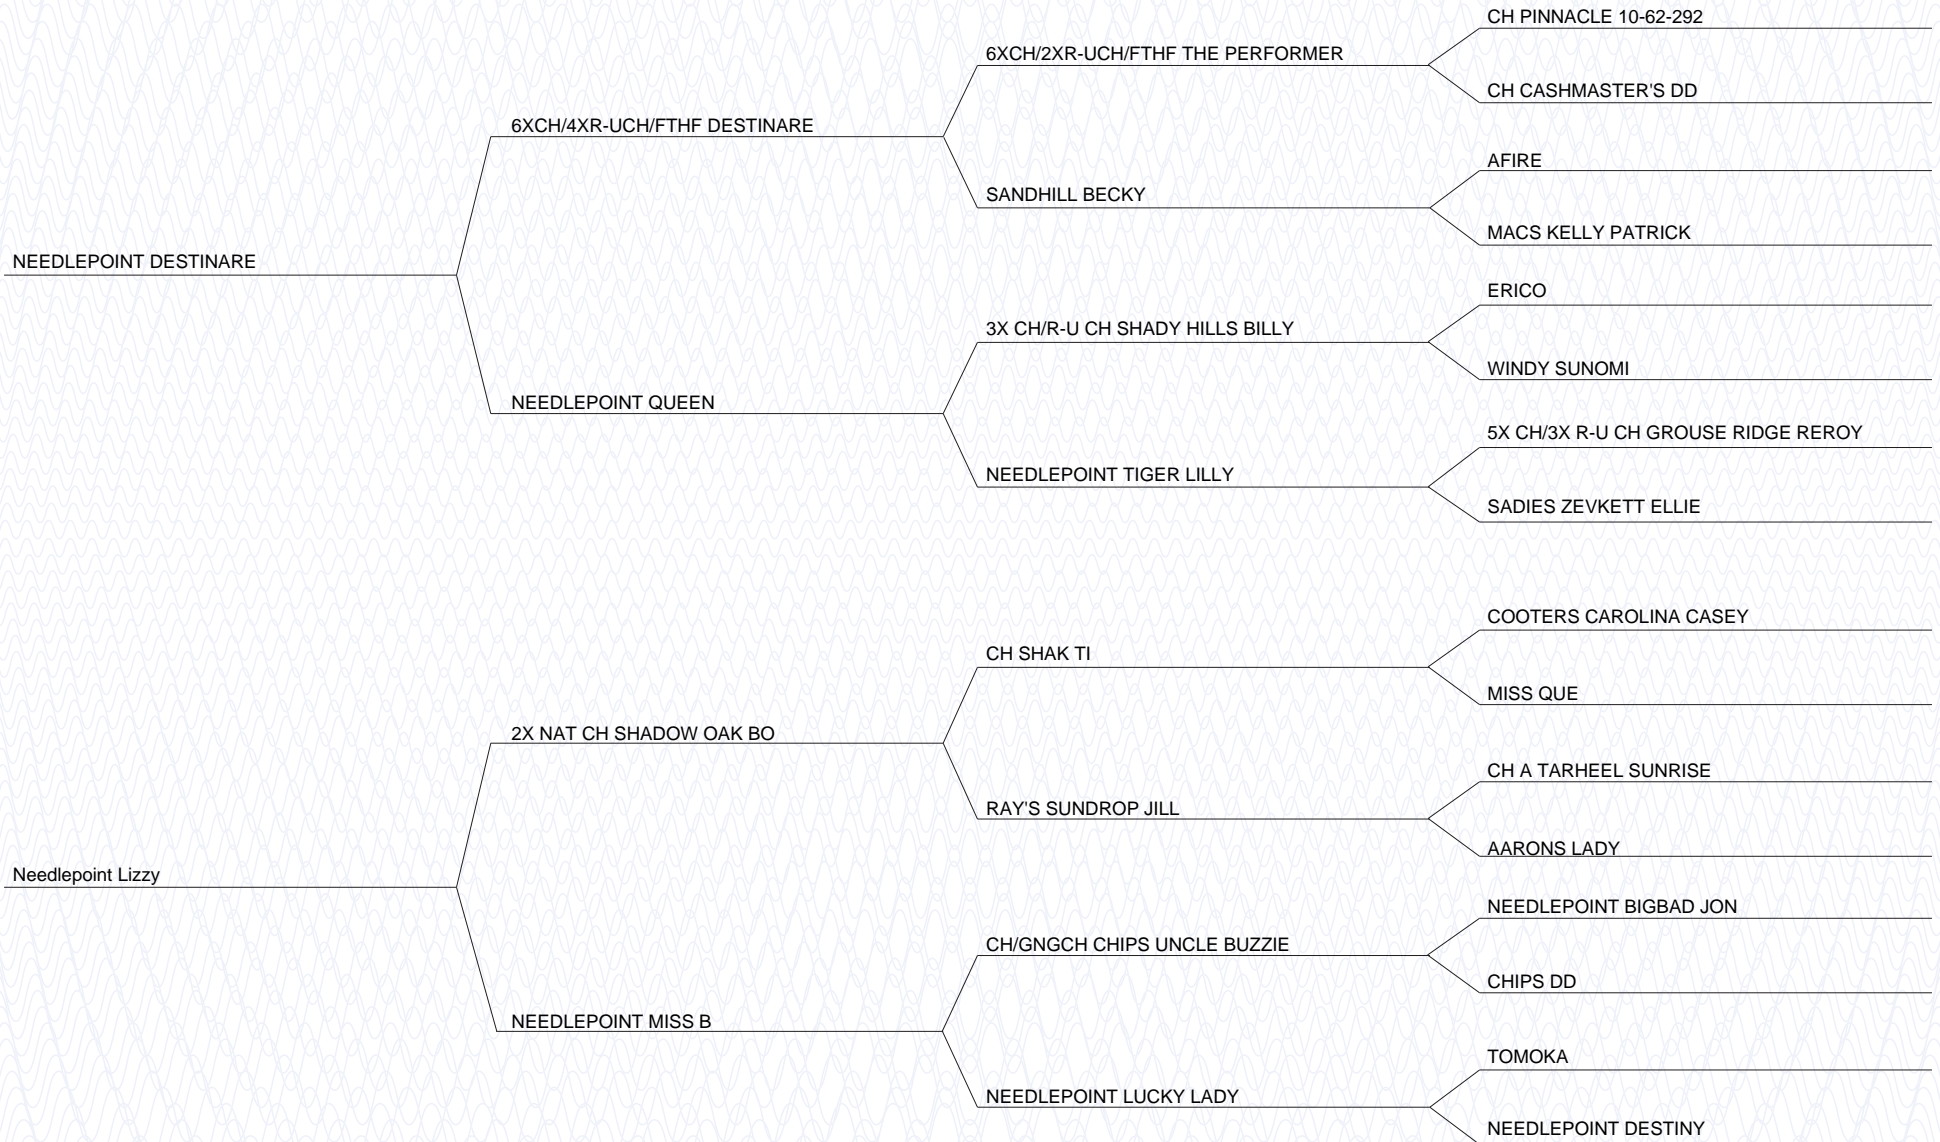 CH PINNACLE 10-62-292
6XCH/2XR-UCH/FTHF THE PERFORMER
CH CASHMASTER'S DD
6XCH/4XR-UCH/FTHF DESTINARE
AFIRE
SANDHILL BECKY
MACS KELLY PATRICK
NEEDLEPOINT DESTINARE
ERICO
3X CH/R-U CH SHADY HILLS BILLY
WINDY SUNOMI
NEEDLEPOINT QUEEN
5X CH/3X R-U CH GROUSE RIDGE REROY
NEEDLEPOINT TIGER LILLY
SADIES ZEVKETT ELLIE
COOTERS CAROLINA CASEY
CH SHAK TI
MISS QUE
2X NAT CH SHADOW OAK BO
CH A TARHEEL SUNRISE
RAY'S SUNDROP JILL
AARONS LADY
Needlepoint Lizzy
NEEDLEPOINT BIGBAD JON
CH/GNGCH CHIPS UNCLE BUZZIE
CHIPS DD
NEEDLEPOINT MISS B
TOMOKA
NEEDLEPOINT LUCKY LADY
NEEDLEPOINT DESTINY